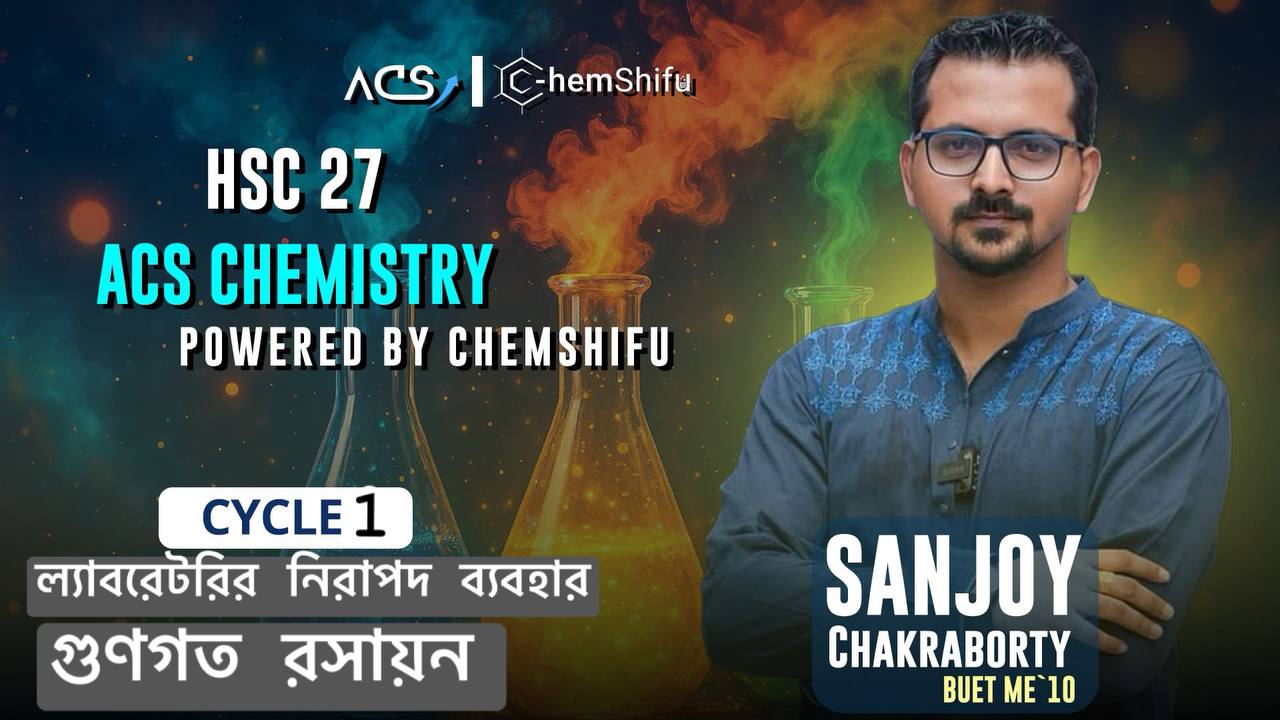 ACS | ChemShifu
HSC 27
ACS CHEMISTRY
POWERED BY CHEMSHIFU
CYCLE 1
ল্যাবরেটরির নিরাপদ ব্যবহার
গুণগত রসায়ন
SANJOY
CHAKRABORTY
BUET ME`10